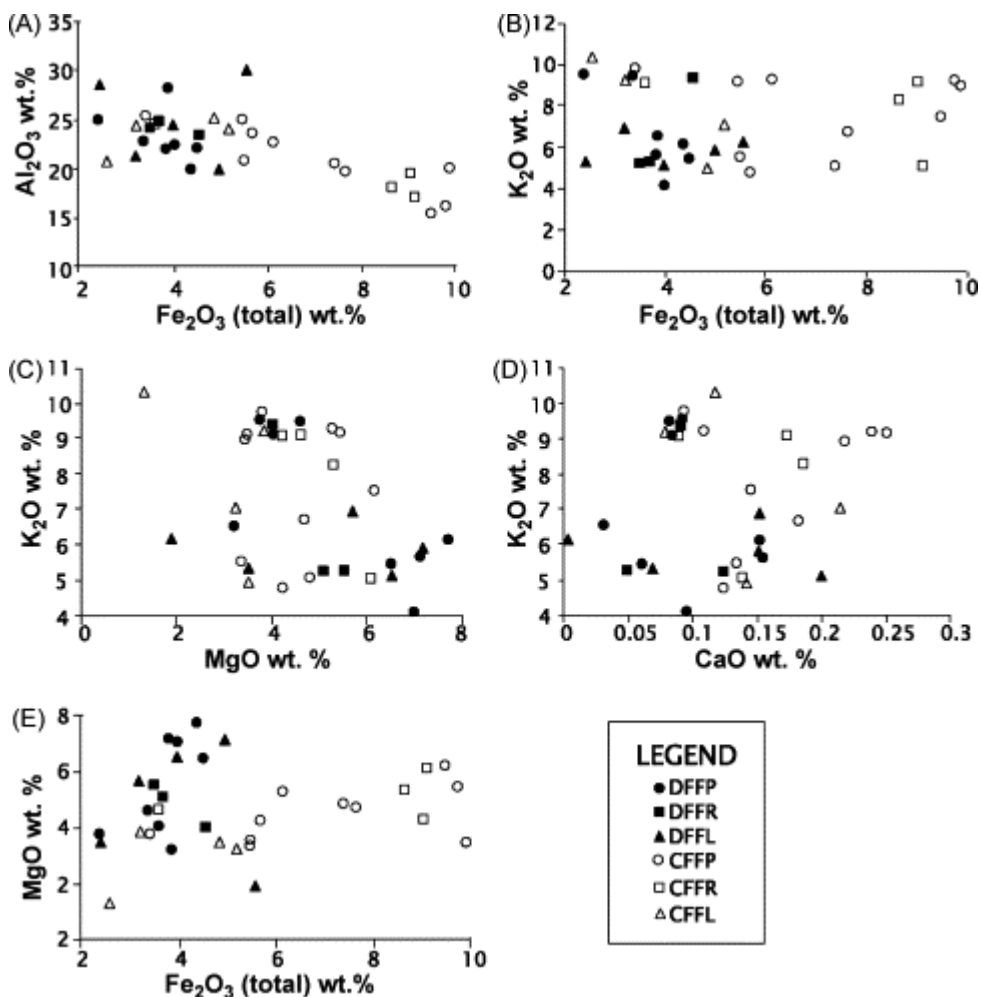 (A)
35
30
25
20
15
10
Al₂O₃ wt.%
2 4 6 8 10
Fe₂O₃ (total) wt.%
(B)
12
10
8
6
4
2
0
K₂O wt. %
2 4 6 8 10
Fe₂O₃ (total) wt.%
(C)
11
10
9
8
7
6
5
4
K₂O wt. %
0 2 4 6 8
MgO wt. %
(D)
11
10
9
8
7
6
5
4
K₂O wt. %
0 0.05 0.1 0.15 0.2 0.25 0.3
CaO wt. %
(E)
8
6
4
2
2
MgO wt. %
2 4 6 8 10
Fe₂O₃ (total) wt.%
LEGEND
DFFP
DFFR
DFFL
CFFP
CFFR
CFFL